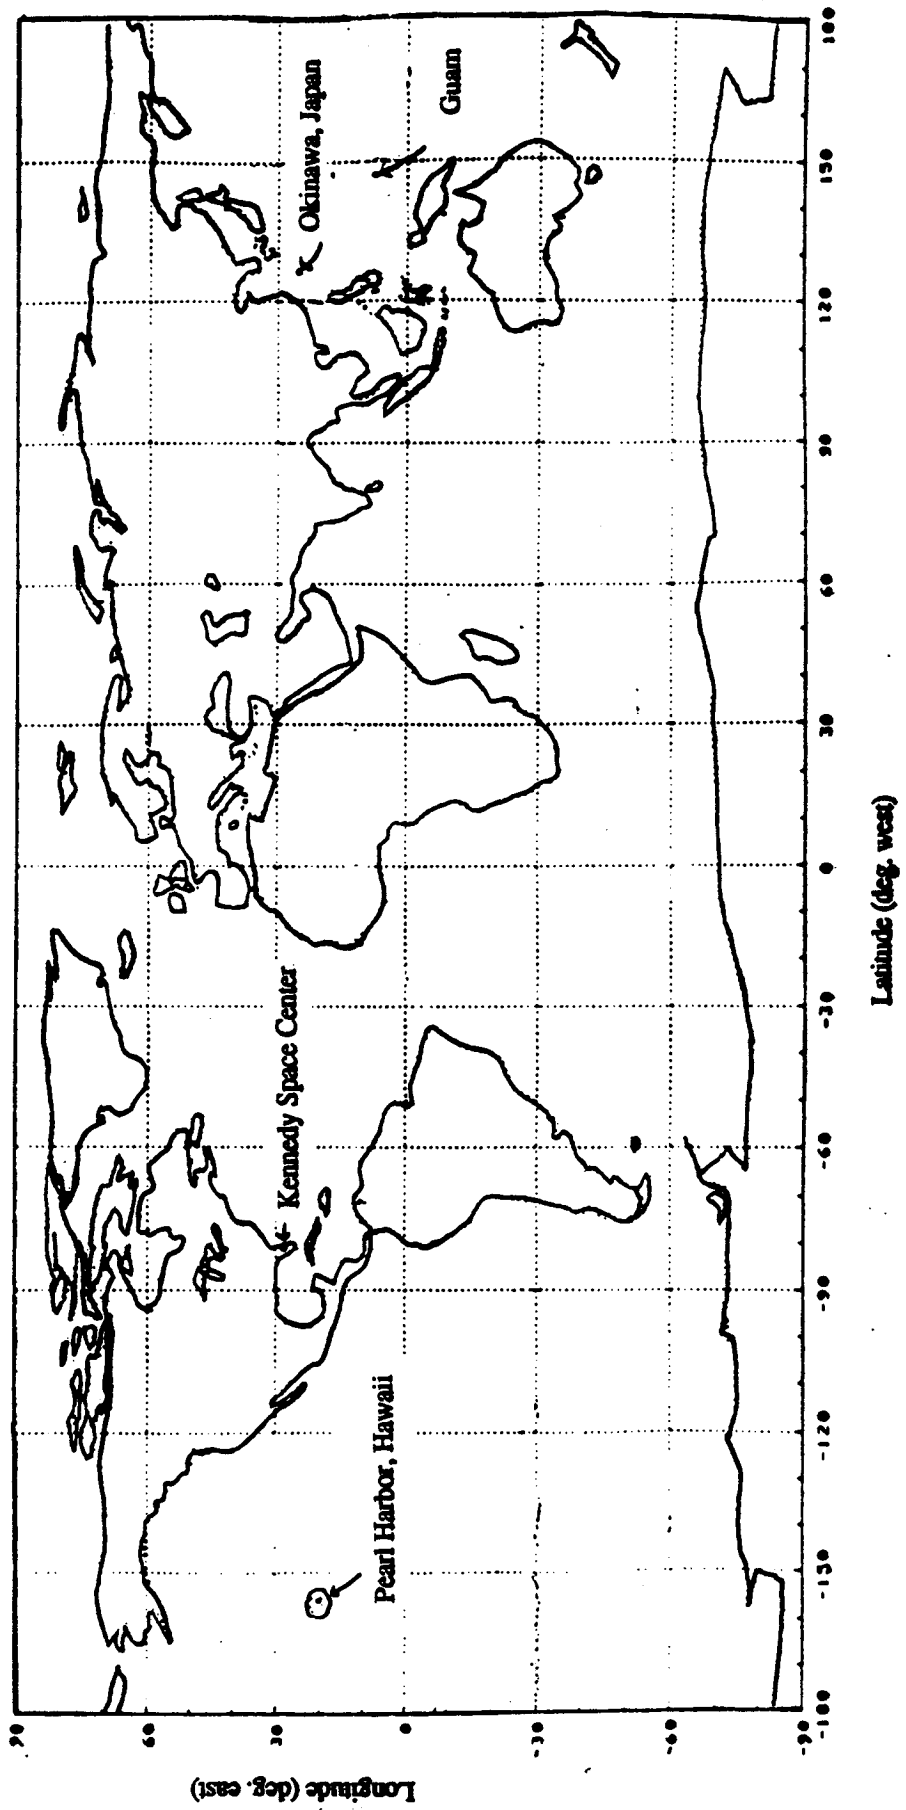 90
60
30
0
-30
-60
-90
Longitude (deg. east)
Okinawa, Japan
Kennedy Space Center
Pearl Harbor, Hawaii
Guam
-180 -150 -120 -90 -60 -30 0 30 60 90 120 150 180
Latitude (deg. west)